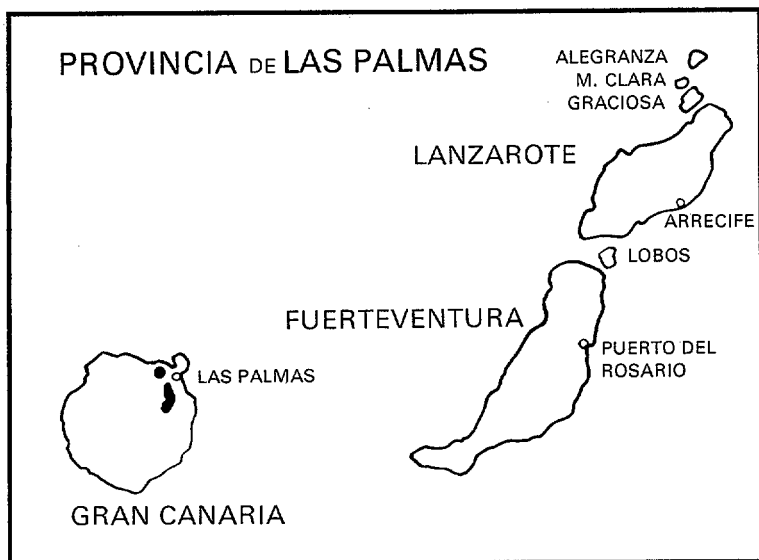 PROVINCIA DE LAS PALMAS
ALEGRANZA
M. CLARA
GRACIOSA
LANZAROTE
ARRECIFE
LOBOS
FUERTEVENTURA
PUERTO DEL
ROSARIO
LAS PALMAS
GRAN CANARIA